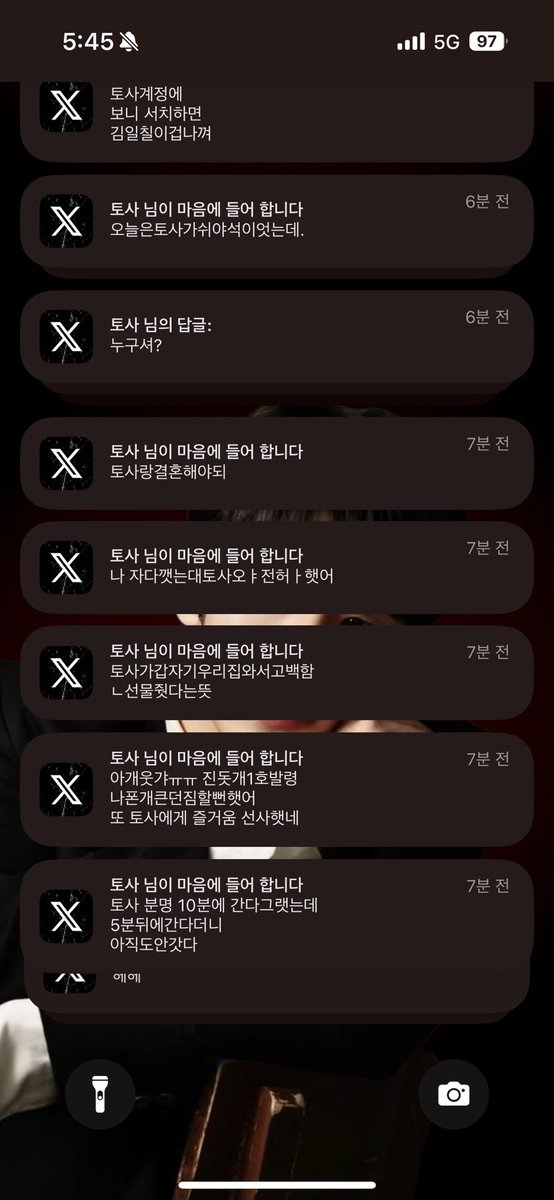 5:45
5G
97
토사계정에
보니 서치하면
김일칠이겁나껴
토사 님이 마음에 들어 합니다
6분 전
오늘은토사가쉬야석이엇는데.
토사 님의 답글:
6분 전
누구셔?
토사 님이 마음에 들어 합니다
7분 전
토사랑결혼해야되
토사 님이 마음에 들어 합니다
7분 전
나 자다깻는대토사오ㅑ전허ㅏ햇어
토사 님이 마음에 들어 합니다
7분 전
토사가갑자기우리집와서고백함
ㄴ선물줫다는뜻
토사 님이 마음에 들어 합니다
7분 전
아개웃갸ㅠㅠ 진돗개1호발령
나폰개큰던짐할뻔햇어
또 토사에게 즐거움 선사햇네
토사 님이 마음에 들어 합니다
7분 전
토사 분명 10분에 간다그랫는데
5분뒤에간다더니
아직도안갓다
헤헤